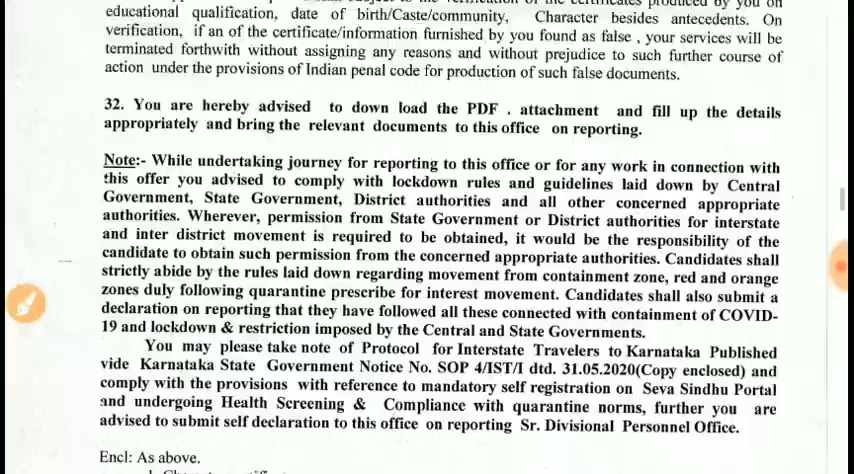 subject to the verification of the certificates produced by you on
educational qualification, date of birth/Caste/community, Character besides antecedents. On
verification, if an of the certificate/information furnished by you found as false , your services will be
terminated forthwith without assigning any reasons and without prejudice to such further course of
action under the provisions of Indian penal code for production of such false documents.
32. You are hereby advised to down load the PDF . attachment and fill up the details
appropriately and bring the relevant documents to this office on reporting.
Note:- While undertaking journey for reporting to this office or for any work in connection with
this offer you advised to comply with lockdown rules and guidelines laid down by Central
Government, State Government, District authorities and all other concerned appropriate
authorities. Wherever, permission from State Government or District authorities for interstate
and inter district movement is required to be obtained, it would be the responsibility of the
candidate to obtain such permission from the concerned appropriate authorities. Candidates shall
strictly abide by the rules laid down regarding movement from containment zone, red and orange
zones duly following quarantine prescribe for interest movement. Candidates shall also submit a
declaration on reporting that they have followed all these connected with containment of COVID-
19 and lockdown & restriction imposed by the Central and State Governments.
You may please take note of Protocol for Interstate Travelers to Karnataka Published
vide Karnataka State Government Notice No. SOP 4/IST/I dtd. 31.05.2020(Copy enclosed) and
comply with the provisions with reference to mandatory self registration on Seva Sindhu Portal
and undergoing Health Screening & Compliance with quarantine norms, further you are
advised to submit self declaration to this office on reporting Sr. Divisional Personnel Office.
Encl: As above.